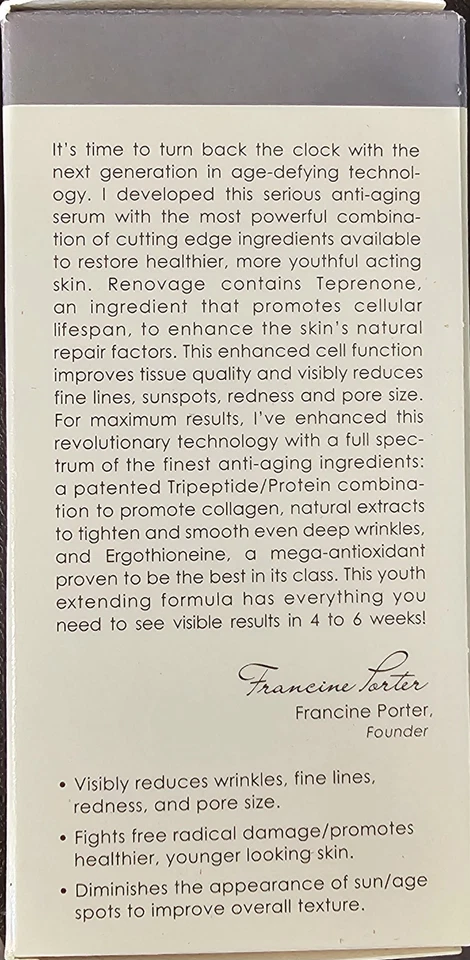 It's time to turn back the clock with the
next generation in age-defying technol-
ogy. I developed this serious anti-aging
serum with the most powerful combina-
tion of cutting edge ingredients available
to restore healthier, more youthful acting
skin. Renovage contains Teprenone,
an ingredient that promotes cellular
lifespan, to enhance the skin's natural
repair factors. This enhanced cell function
improves tissue quality and visibly reduces
fine lines, sunspots, redness and pore size.
For maximum results, I've enhanced this
revolutionary technology with a full spec-
trum of the finest anti-aging ingredients:
a patented Tripeptide/Protein combina-
tion to promote collagen, natural extracts
to tighten and smooth even deep wrinkles,
and Ergothioneine, a mega-antioxidant
proven to be the best in its class. This youth
extending formula has everything you
need to see visible results in 4 to 6 weeks!
Francine Porter
Francine Porter,
Founder
• Visibly reduces wrinkles, fine lines,
redness, and pore size.
• Fights free radical damage/promotes
healthier, younger looking skin.
• Diminishes the appearance of sun/age
spots to improve overall texture.